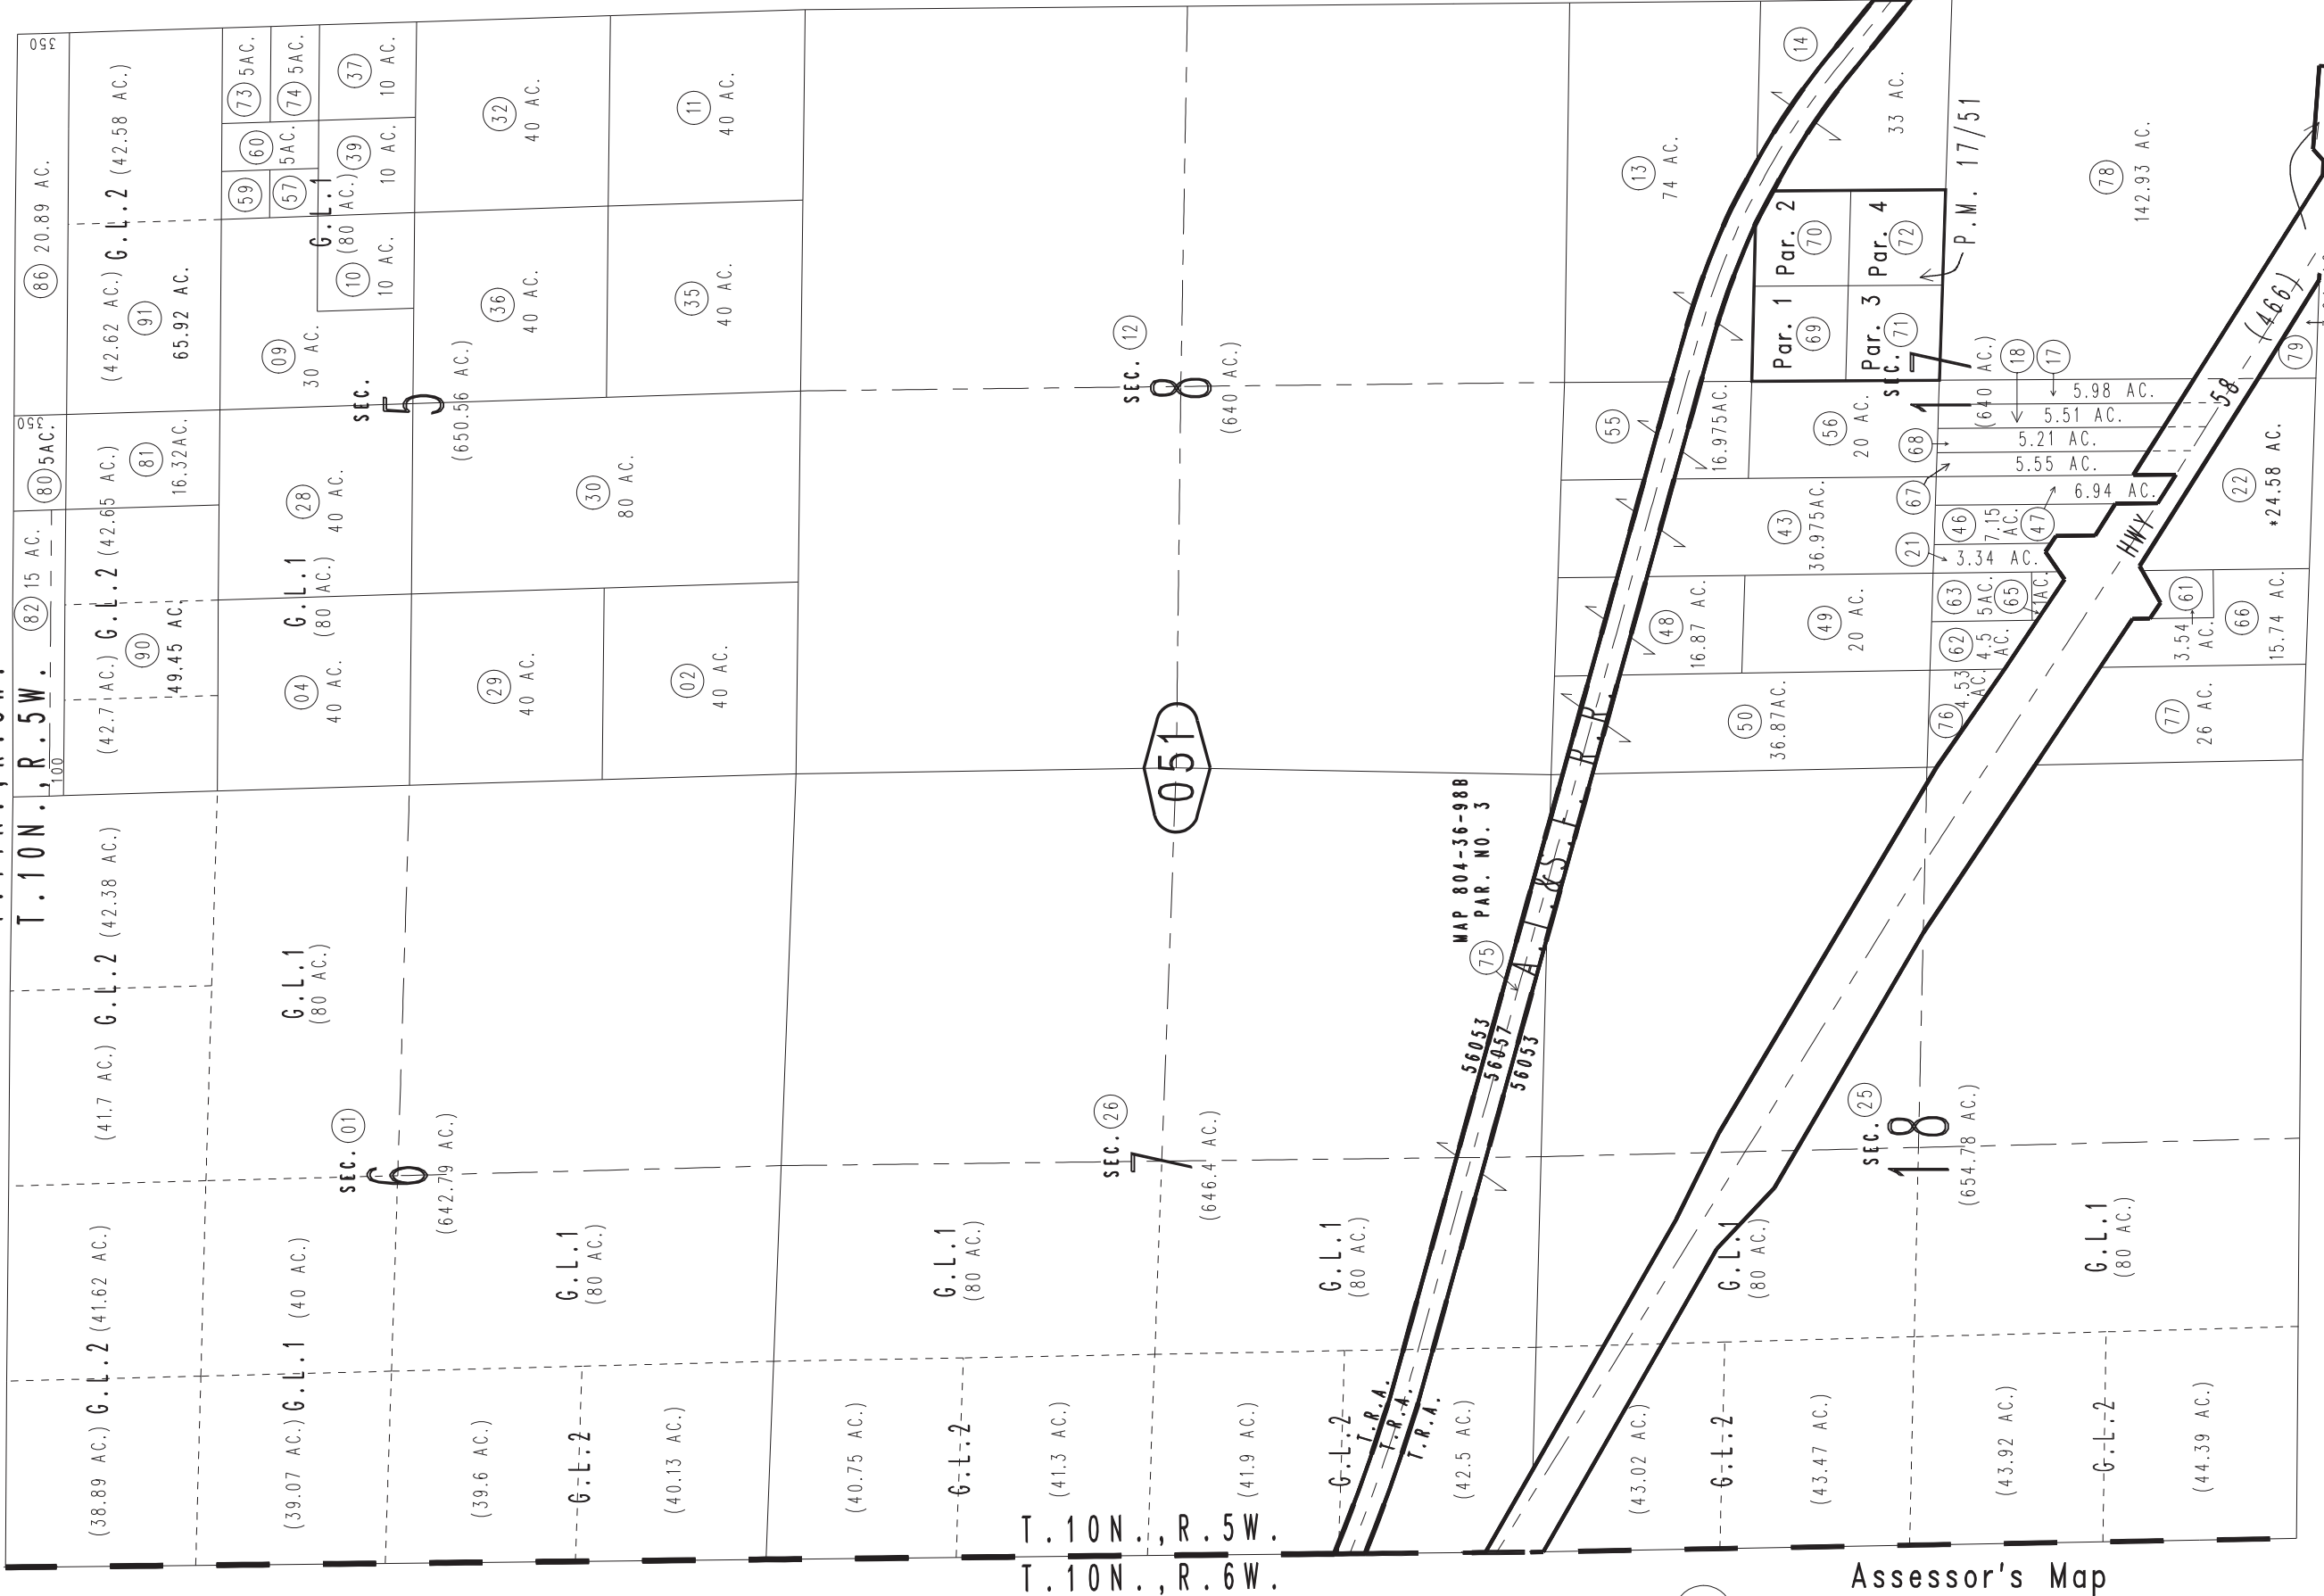 350
86 20.89 AC.
(42.62 AC.) G.L.2 (42.58 AC.)
91
65.92 AC.
73 5AC.
74 5AC.
37
10 AC.
60
5AC.
39
10 AC.
59
57
G.L.1
(80 AC.)
10
10 AC.
09
30 AC.
32
40 AC.
11
40 AC.
36
40 AC.
35
40 AC.
SEC.
5
(650.56 AC.)
350
80 5AC.
82 .15 AC.
100
81
16.32AC.
(42.7 AC.) G.L.2 (42.65 AC.)
90
49.45 AC.
28
40 AC.
G.L.1
(80 AC.)
04
40 AC.
30
80 AC.
29
40 AC.
02
40 AC.
T.10N.,R.5W.
SEC. 12
8
(640 AC.)
051
13
74 AC.
14
33 AC.
P.M. 17/51
Par. 1
69
Par. 2
70
Par. 3
71
Par. 4
72
78
142.93 AC.
SEC.
17
(640 AC.)
18
17
5.98 AC.
5.51 AC.
68
5.21 AC.
67
5.55 AC.
6.94 AC.
47
46
7.15
AC.
21
3.34 AC.
63
5AC.
65
1AC.
62
4.5
AC.
76
4.53
AC.
55
16.975AC.
56
20 AC.
43
36.975AC.
48
16.87 AC.
49
20 AC.
50
36.87AC.
HWY 58 (466)
79
22
*24.58 AC.
61
3.54
AC.
66
15.74 AC.
77
26 AC.
MAP 804-36-98B
PAR. NO. 3
75
A.T.&S.F. R.R.
56053
56057
56053
T.R.A.
T.R.A.
T.R.A.
(41.7 AC.) G.L.2 (42.38 AC.)
G.L.1
(80 AC.)
SEC. 01
6
(642.79 AC.)
(38.89 AC.) G.L.2 (41.62 AC.)
(39.07 AC.) G.L.1 (40 AC.)
G.L.1
(80 AC.)
(39.6 AC.)
G.L.2
(40.13 AC.)
SEC. 26
7
(646.4 AC.)
G.L.1
(80 AC.)
G.L.1
(80 AC.)
(40.75 AC.)
G.L.2
(41.3 AC.)
(41.9 AC.)
G.L.2
(42.5 AC.)
SEC. 25
18
(654.78 AC.)
G.L.1
(80 AC.)
G.L.1
(80 AC.)
(43.02 AC.)
G.L.2
(43.47 AC.)
(43.92 AC.)
G.L.2
(44.39 AC.)
T.10N.,R.5W.
T.10N.,R.6W.
Assessor's Map